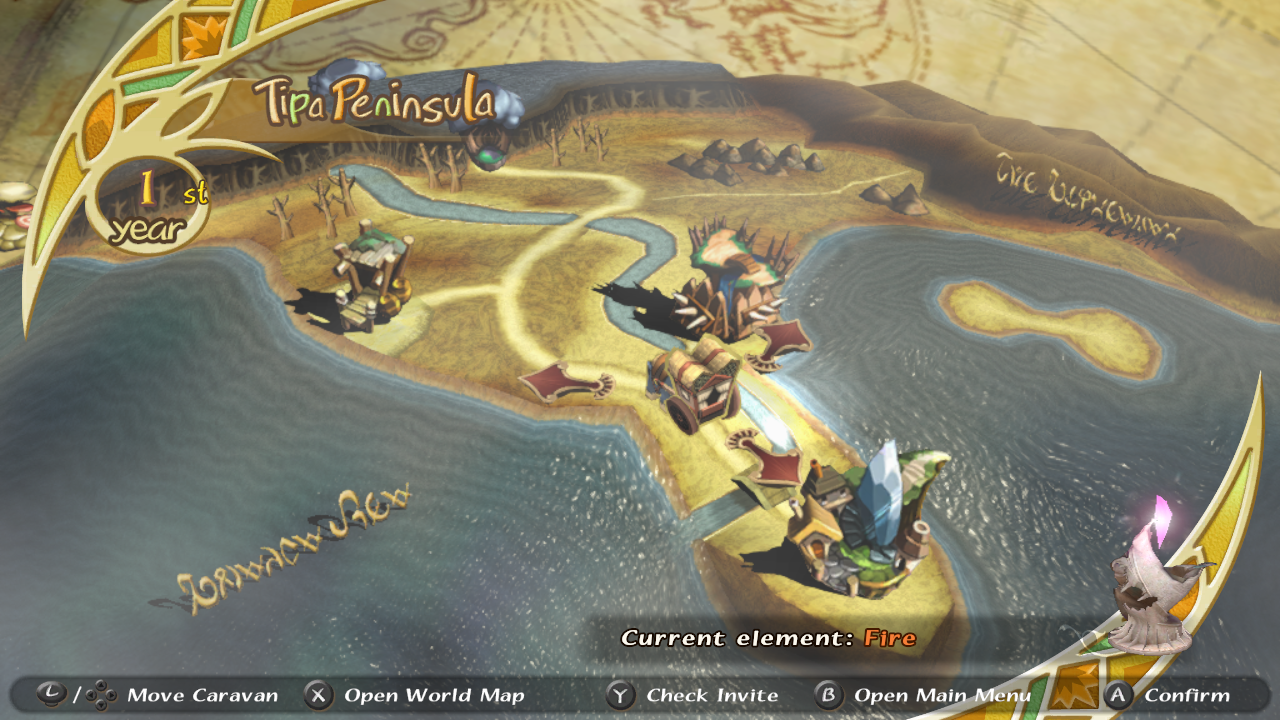 Tipa Peninsula
1st
year
Current element: Fire
L / Move Caravan X Open World Map Y Check Invite B Open Main Menu A Confirm